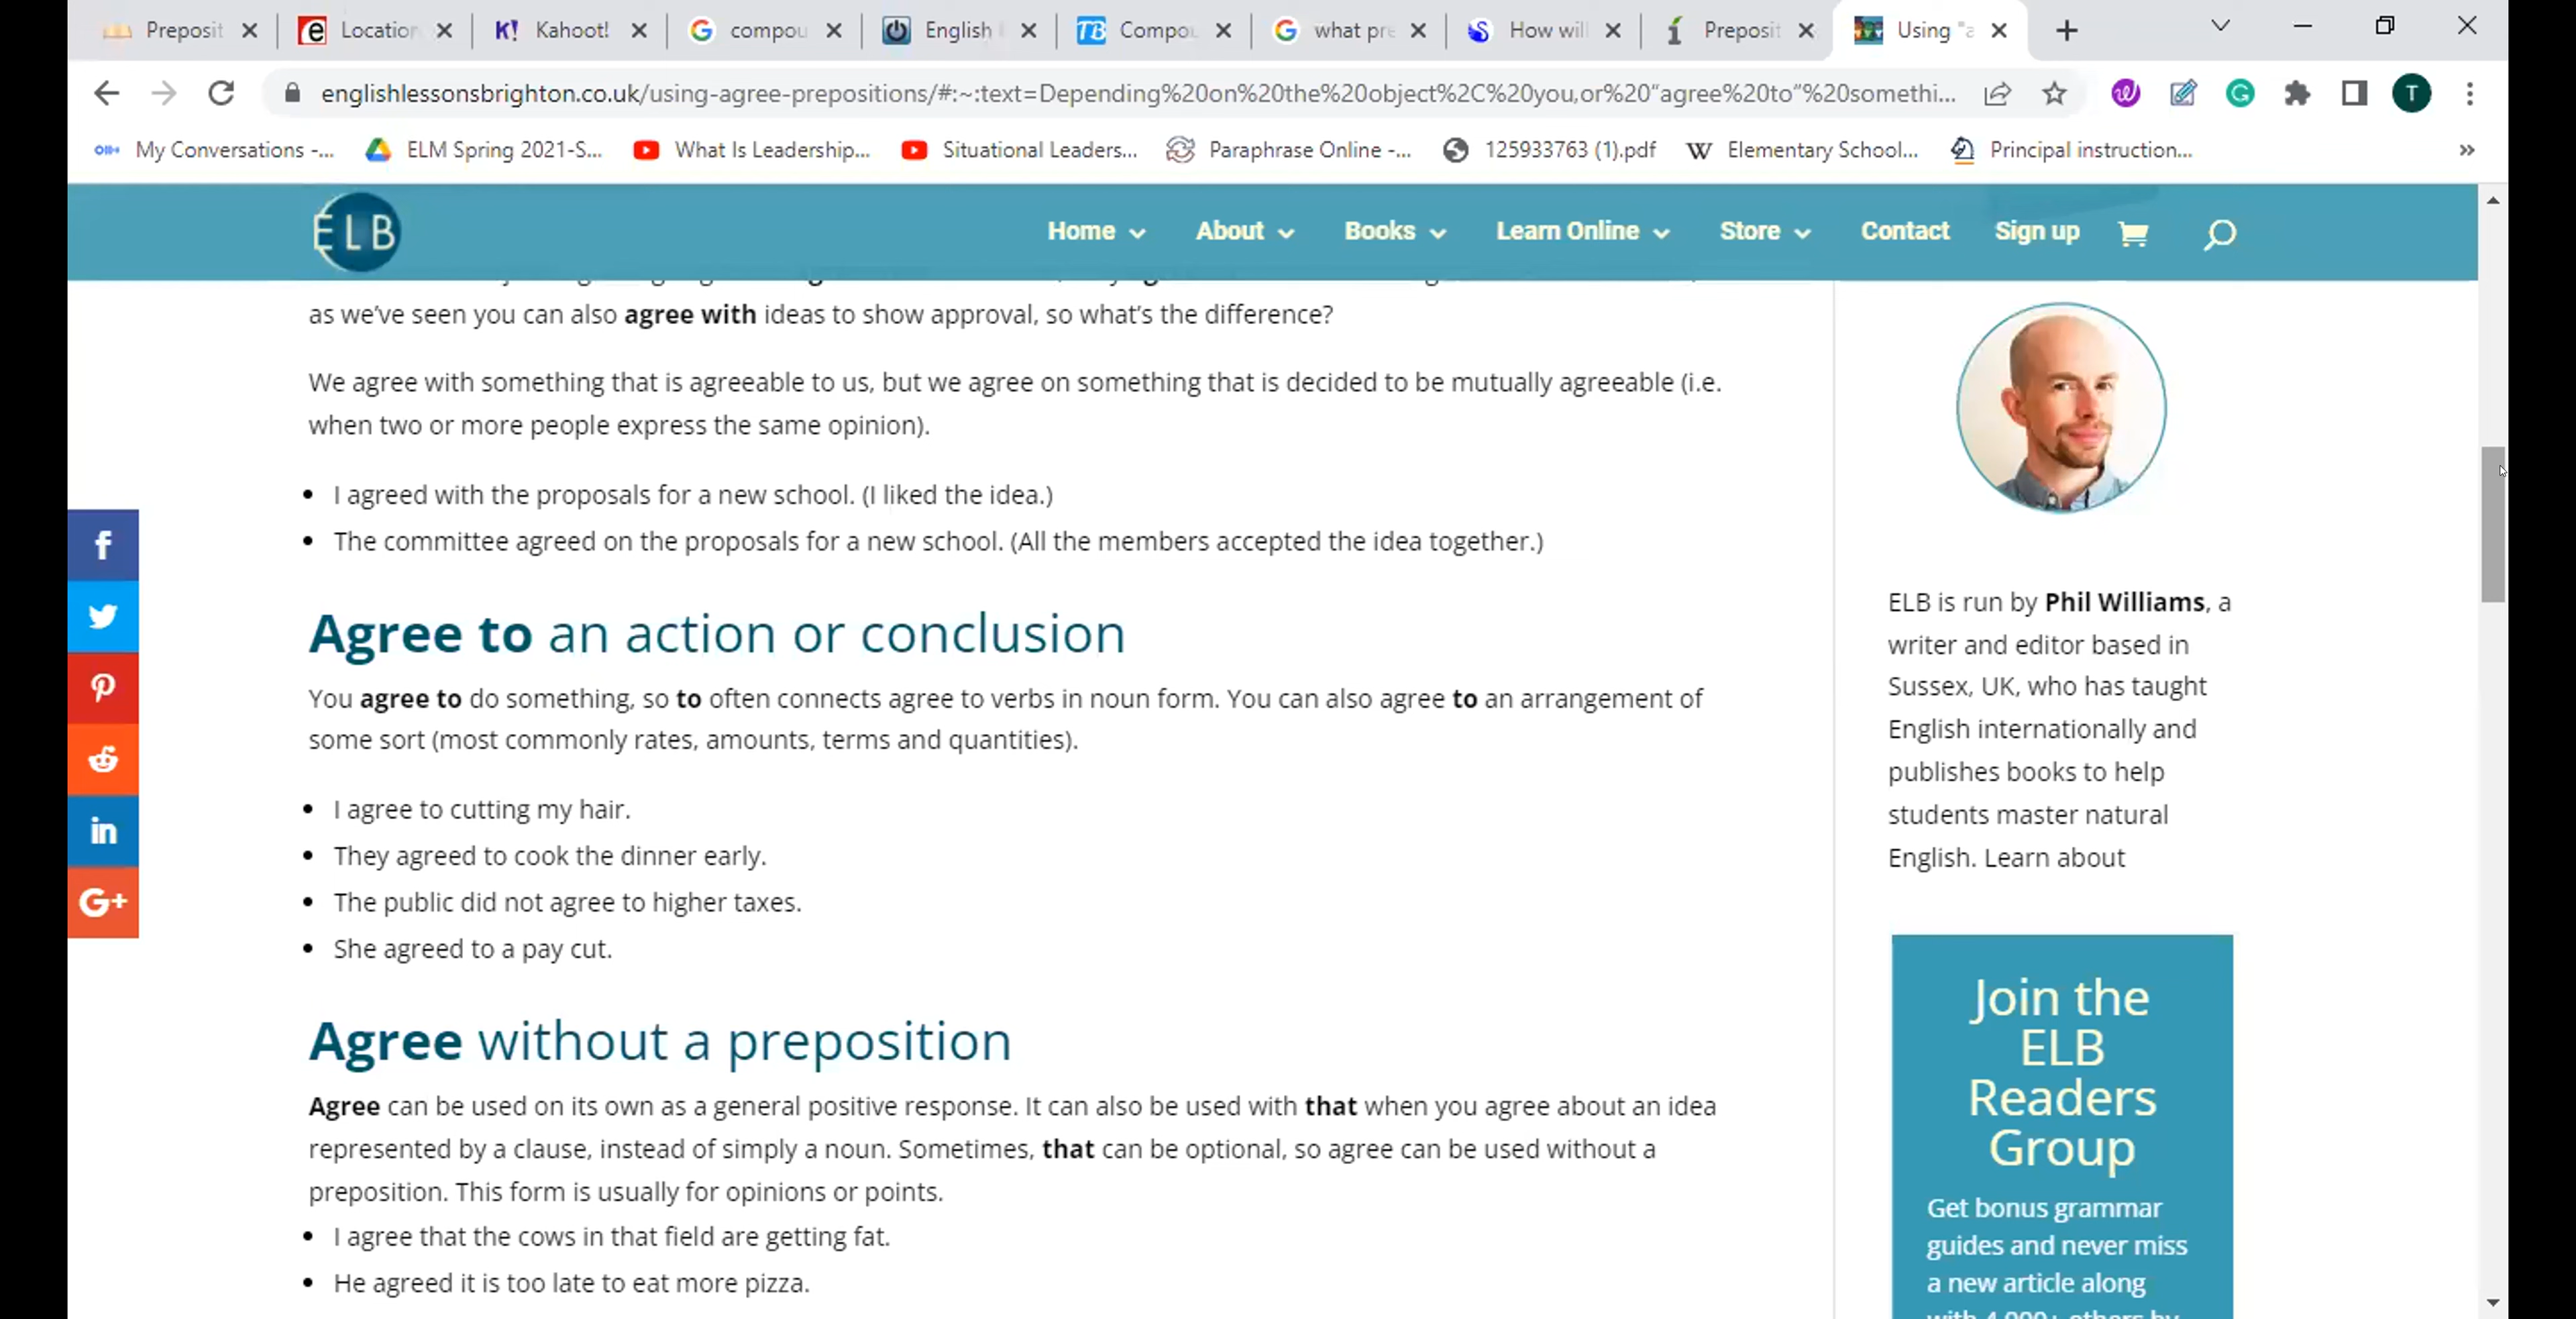 Preposit
Location
K! Kahoot!
compou
English
TB Compou
what pre
How will
Preposit
Using "a
englishlessonsbrighton.co.uk/using-agree-prepositions/#:~:text=Depending%20on%20the%20object%2C%20you,or%20"agree%20to"%20somethi...
T
My Conversations -...
ELM Spring 2021-S...
What Is Leadership...
Situational Leaders...
Paraphrase Online -...
125933763 (1).pdf
W Elementary School...
Principal instruction...
ELB
Home
About
Books
Learn Online
Store
Contact
Sign up
as we've seen you can also agree with ideas to show approval, so what's the difference?
We agree with something that is agreeable to us, but we agree on something that is decided to be mutually agreeable (i.e.
when two or more people express the same opinion).
• I agreed with the proposals for a new school. (I liked the idea.)
• The committee agreed on the proposals for a new school. (All the members accepted the idea together.)
Agree to an action or conclusion
You agree to do something, so to often connects agree to verbs in noun form. You can also agree to an arrangement of
some sort (most commonly rates, amounts, terms and quantities).
• I agree to cutting my hair.
• They agreed to cook the dinner early.
• The public did not agree to higher taxes.
• She agreed to a pay cut.
Agree without a preposition
Agree can be used on its own as a general positive response. It can also be used with that when you agree about an idea
represented by a clause, instead of simply a noun. Sometimes, that can be optional, so agree can be used without a
preposition. This form is usually for opinions or points.
• I agree that the cows in that field are getting fat.
• He agreed it is too late to eat more pizza.
f
in
G+
ELB is run by Phil Williams, a
writer and editor based in
Sussex, UK, who has taught
English internationally and
publishes books to help
students master natural
English. Learn about
Join the
ELB
Readers
Group
Get bonus grammar
guides and never miss
a new article along
with 4,000+ others by